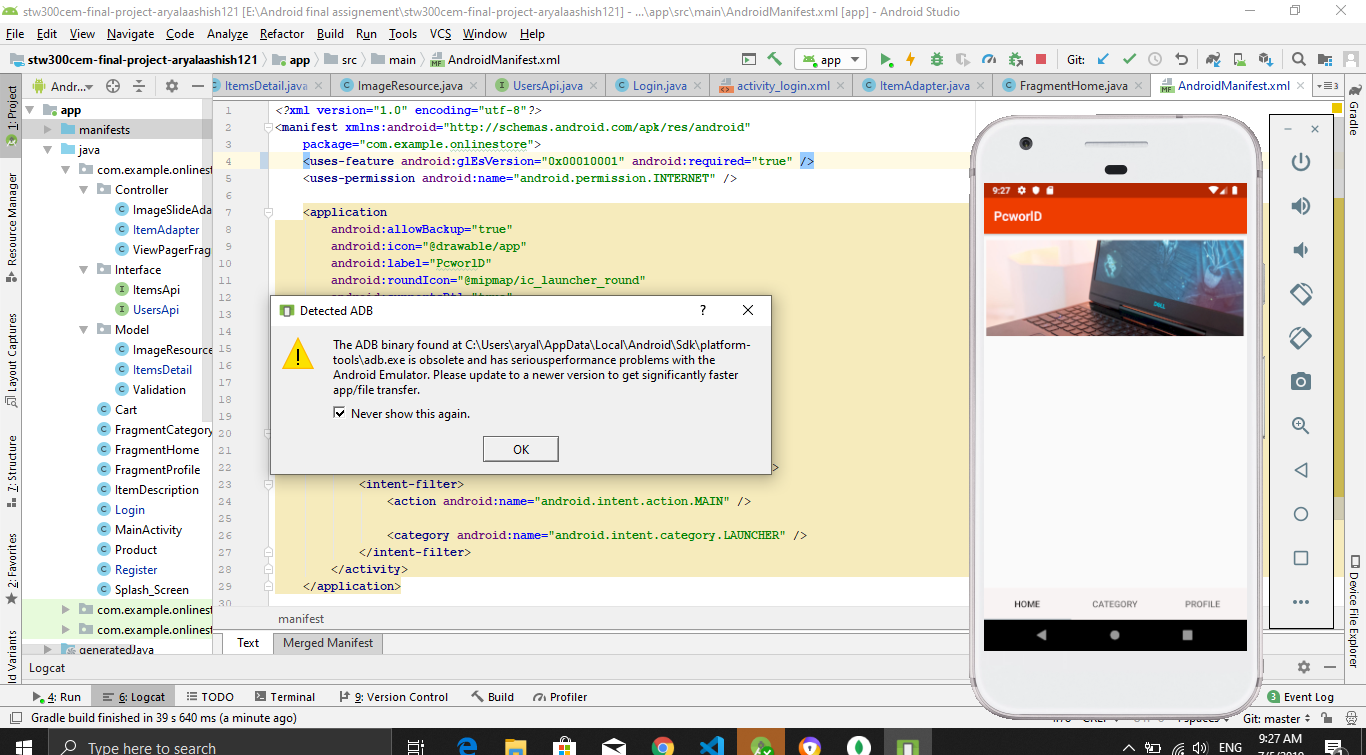 stw300cem-final-project-aryalaashish121 [E:\Android final assignement\stw300cem-final-project-aryalaashish121] - ...\app\src\main\AndroidManifest.xml [app] - Android Studio
File Edit View Navigate Code Analyze Refactor Build Run Tools VCS Window Help
stw300cem-final-project-aryalaashish121 app src main AndroidManifest.xml app Git:
Andr... ItemsDetail.java ImageResource.java UsersApi.java Login.java activity_login.xml ItemAdapter.java FragmentHome.java AndroidManifest.xml
1: Project
Resource Manager
Layout Captures
7: Structure
2: Favorites
ld Variants
app
manifests
java
com.example.onlinest
Controller
ImageSlideAda
ItemAdapter
ViewPagerFrag
Interface
ItemsApi
UsersApi
Model
ImageResource
ItemsDetail
Validation
Cart
FragmentCategory
FragmentHome
FragmentProfile
ItemDescription
Login
MainActivity
Product
Register
Splash_Screen
com.example.onlinest
com.example.onlinest
generatedJava
1 <?xml version="1.0" encoding="utf-8"?>
2 <manifest xmlns:android="http://schemas.android.com/apk/res/android"
3 package="com.example.onlinestore">
4 <uses-feature android:glEsVersion="0x00010001" android:required="true" />
5 <uses-permission android:name="android.permission.INTERNET" />
6
7 <application
8 android:allowBackup="true"
9 android:icon="@drawable/app"
10 android:label="PcworlD"
11 android:roundIcon="@mipmap/ic_launcher_round"
12 android:supportsRtl="true"
13
14
15
16
17
18
19
20
21
22 >
23 <intent-filter>
24 <action android:name="android.intent.action.MAIN" />
25
26 <category android:name="android.intent.category.LAUNCHER" />
27 </intent-filter>
28 </activity>
29 </application>
30
manifest
Text Merged Manifest
Detected ADB ?
The ADB binary found at C:\Users\aryal\AppData\Local\Android\Sdk\platform-
tools\adb.exe is obsolete and has seriousperformance problems with the
Android Emulator. Please update to a newer version to get significantly faster
app/file transfer.
Never show this again.
OK
9:27
PcworlD
DELL
HOME CATEGORY PROFILE
Gradle
Device File Explorer
Logcat
4: Run 6: Logcat TODO Terminal 9: Version Control Build Profiler 3 Event Log
Gradle build finished in 39 s 640 ms (a minute ago) Git: master
Type here to search
ENG
9:27 AM